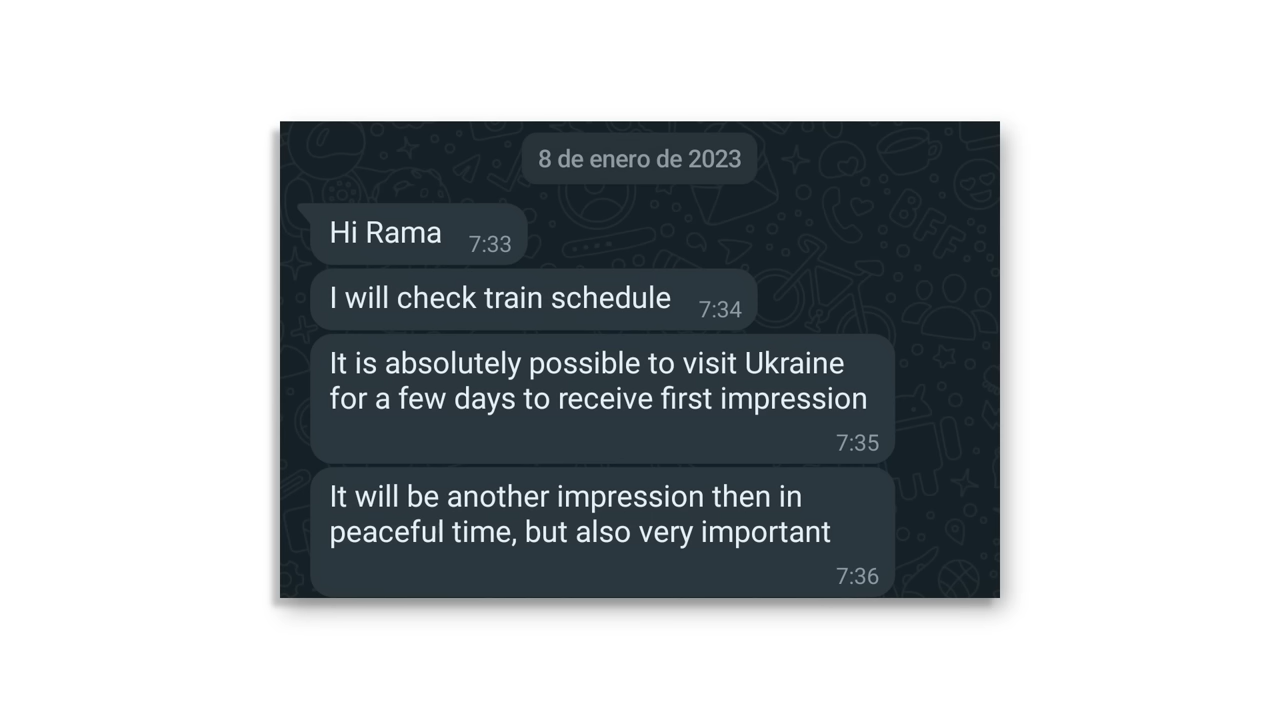 8 de enero de 2023
Hi Rama
7:33
I will check train schedule
7:34
It is absolutely possible to visit Ukraine
for a few days to receive first impression
7:35
It will be another impression then in
peaceful time, but also very important
7:36